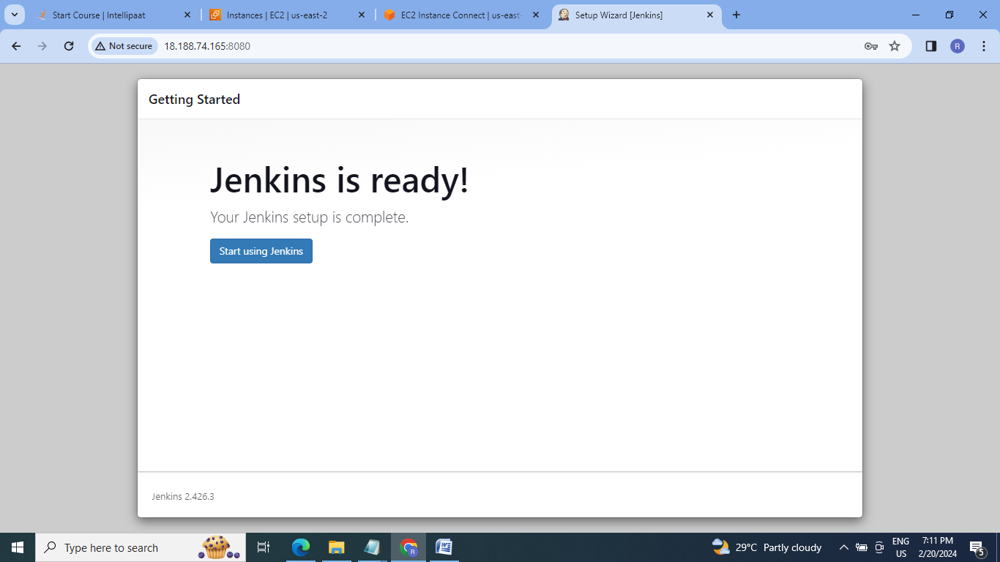 Start Course | Intellipaat
Instances | EC2 | us-east-2
EC2 Instance Connect | us-east-
Setup Wizard [Jenkins]
Not secure
18.188.74.165:8080
R
Getting Started
Jenkins is ready!
Your Jenkins setup is complete.
Start using Jenkins
Jenkins 2.426.3
Type here to search
R
29°C Partly cloudy
ENG
US
7:11 PM
2/20/2024
5